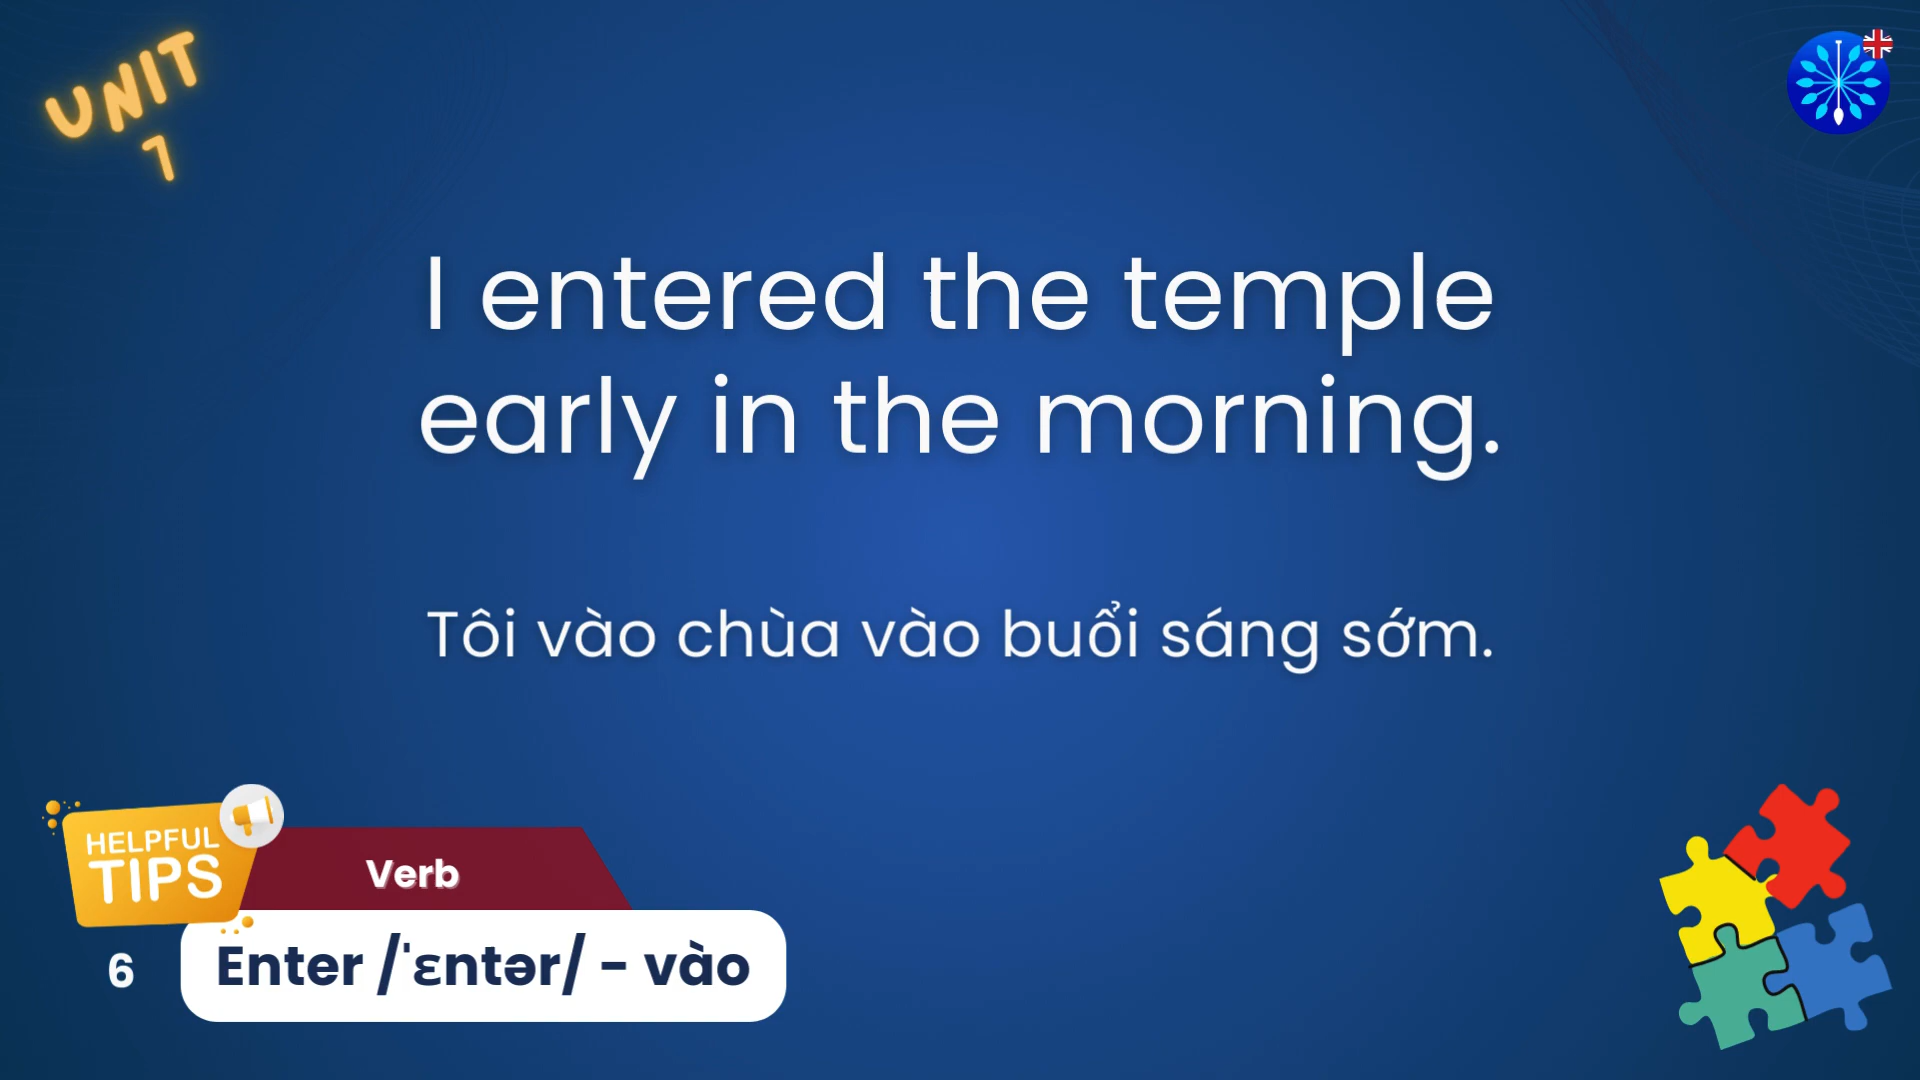 UNIT
1
I entered the temple
early in the morning.
Tôi vào chùa vào buổi sáng sớm.
HELPFUL
TIPS
Verb
6
Enter /ˈɛntər/ - vào